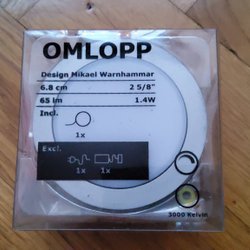 OMLOPP
Design Mikael Warnhammar
6.8 cm 2 5/8"
65 lm 1.4W
Incl.
1x
Excl.
1x 1x
3000 Kelvin